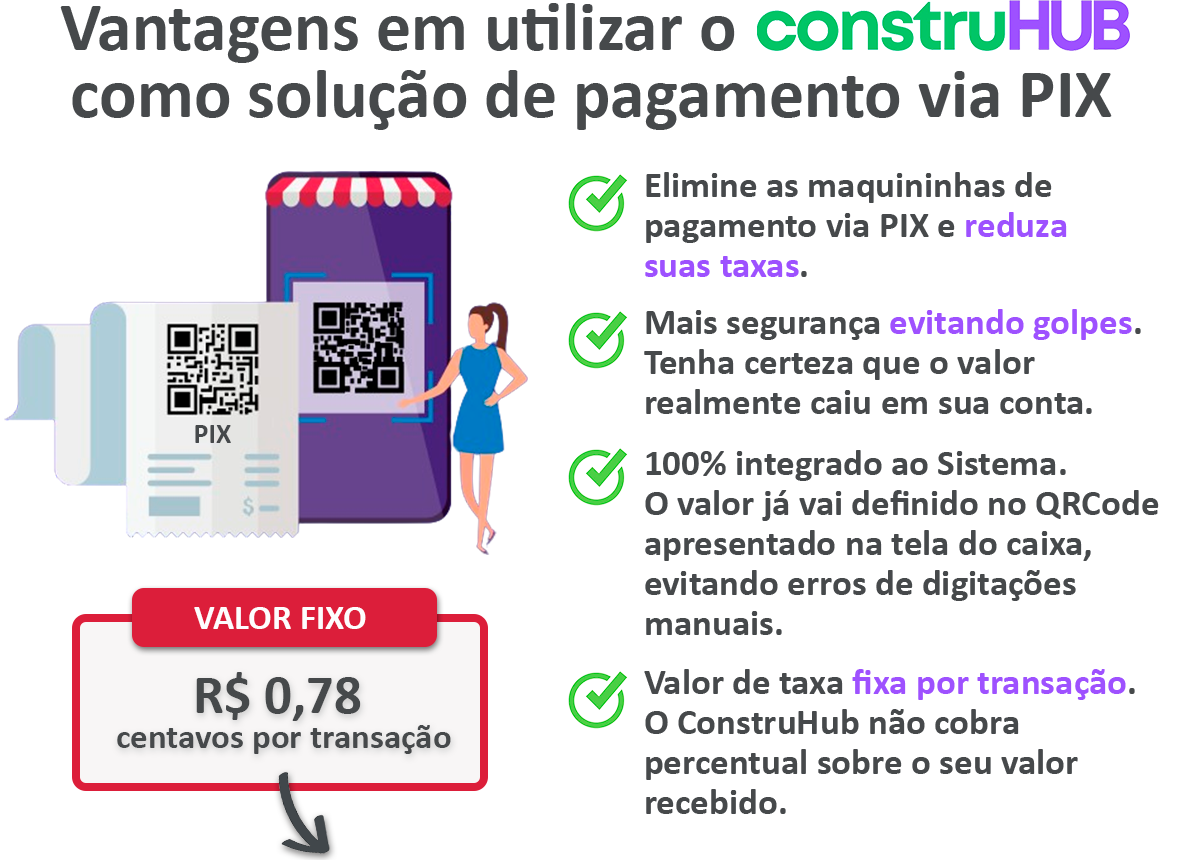 Vantagens em utilizar o construHUB
como solução de pagamento via PIX
Elimine as maquininhas de
pagamento via PIX e reduza
suas taxas.
Mais segurança evitando golpes.
Tenha certeza que o valor
realmente caiu em sua conta.
100% integrado ao Sistema.
O valor já vai definido no QRCode
apresentado na tela do caixa,
evitando erros de digitações
manuais.
Valor de taxa fixa por transação.
O ConstruHub não cobra
percentual sobre o seu valor
recebido.
PIX
$
VALOR FIXO
R$ 0,78
centavos por transação